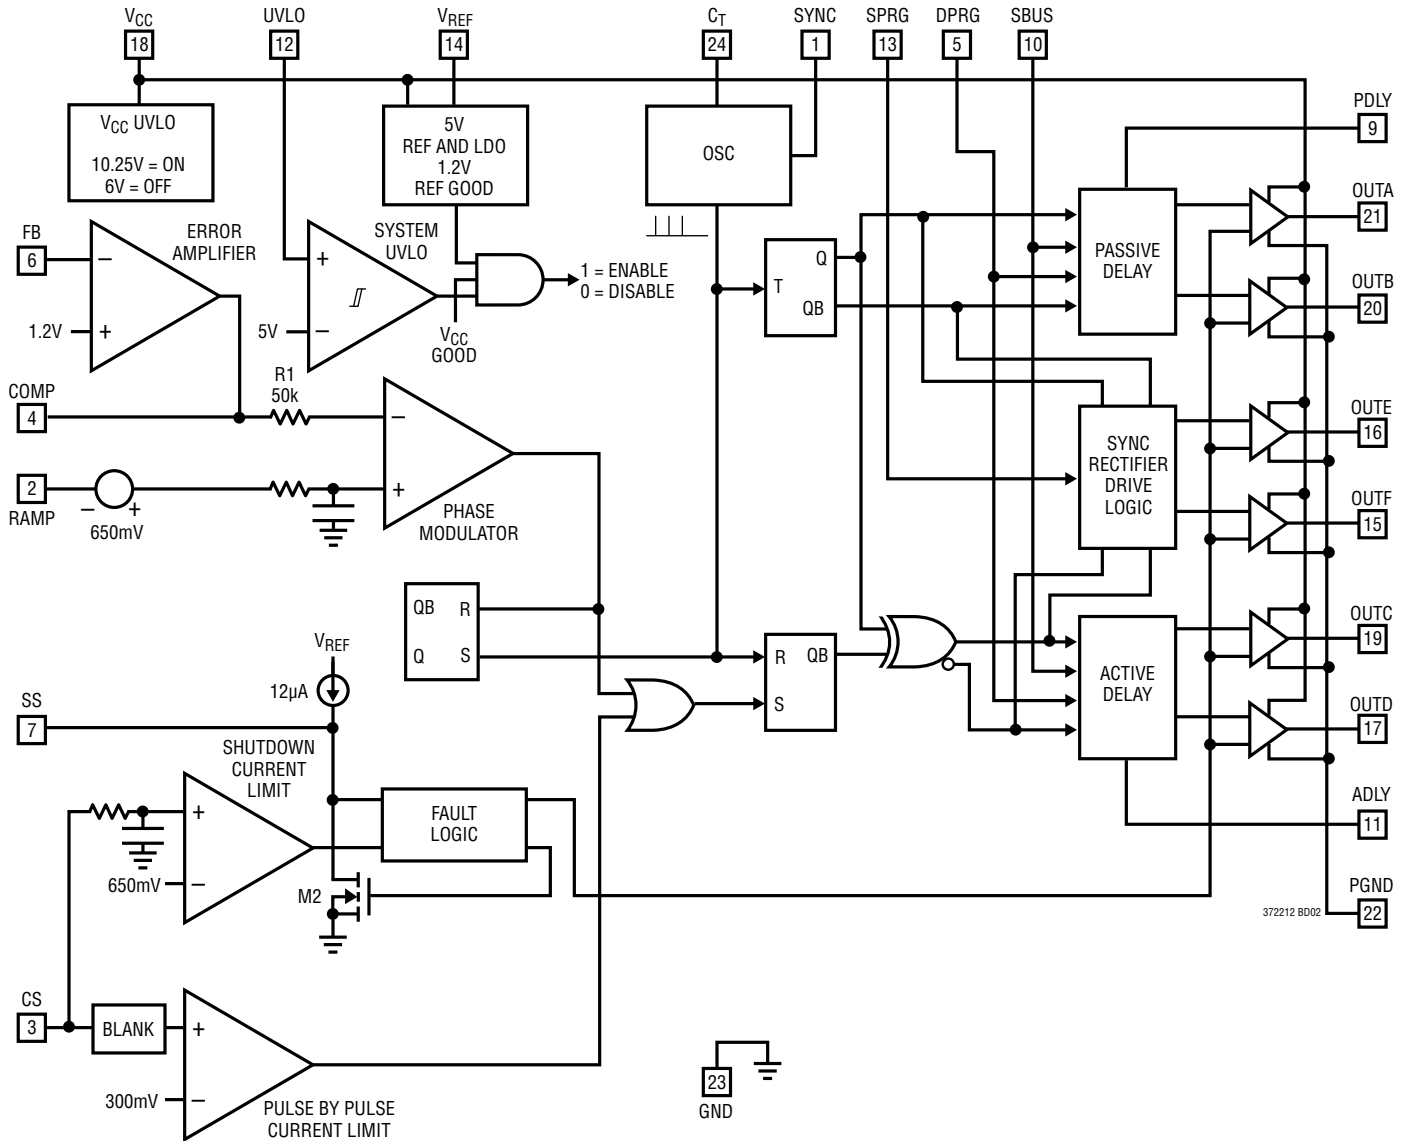 VCC
18
UVLO
12
VREF
14
CT
24
SYNC
1
SPRG
13
DPRG
5
SBUS
10
PDLY
9
VCC UVLO
10.25V = ON
6V = OFF
5V
REF AND LDO
1.2V
REF GOOD
OSC
PASSIVE
DELAY
OUTA
21
OUTB
20
FB
6
ERROR
AMPLIFIER
–
+
1.2V
SYSTEM
UVLO
+
–
5V
1 = ENABLE
0 = DISABLE
VCC
GOOD
T
Q
QB
COMP
4
R1
50k
–
+
PHASE
MODULATOR
2
RAMP
– +
650mV
SYNC
RECTIFIER
DRIVE
LOGIC
OUTE
16
OUTF
15
QB R
Q S
R QB
S
ACTIVE
DELAY
OUTC
19
OUTD
17
ADLY
11
PGND
22
372212 BD02
VREF
12µA
SS
7
SHUTDOWN
CURRENT
LIMIT
+
–
650mV
FAULT
LOGIC
M2
CS
3
BLANK
+
–
300mV
PULSE BY PULSE
CURRENT LIMIT
23
GND